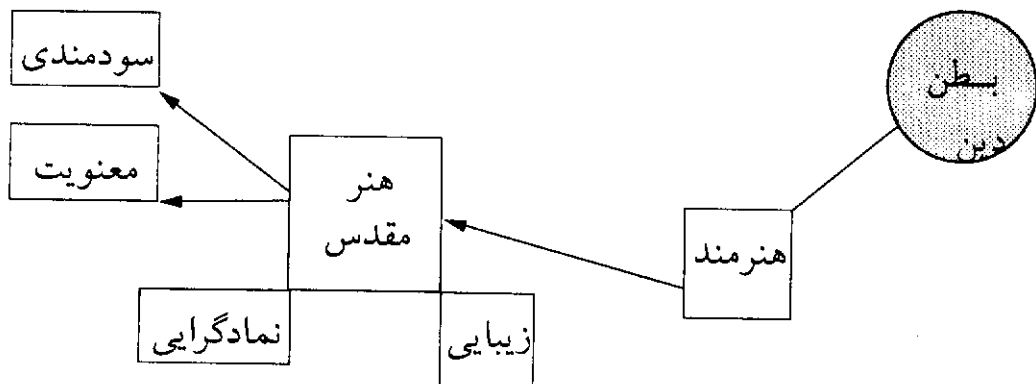 بطن
دین
هنرمند
هنر
مقدس
زیبایی
نمادگرایی
سودمندی
معنویت